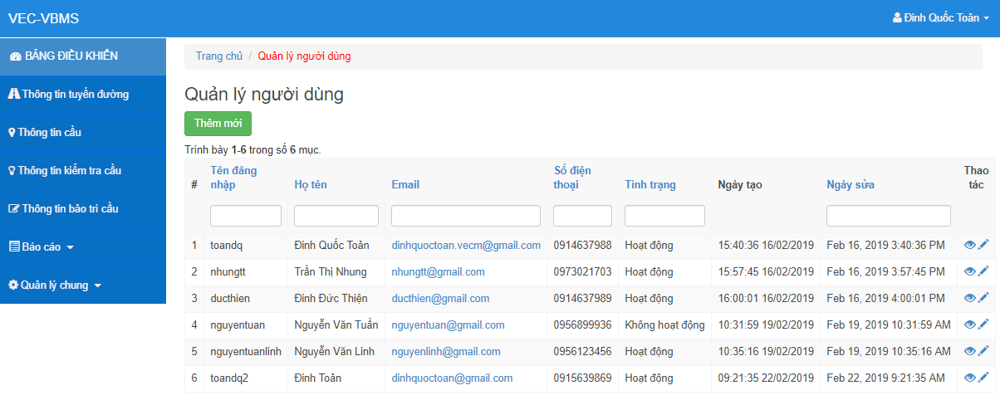 VEC-VBMS
Đinh Quốc Toản
BẢNG ĐIỀU KHIỂN
Thông tin tuyến đường
Thông tin cầu
Thông tin kiểm tra cầu
Thông tin bảo trì cầu
Báo cáo
Quản lý chung
Trang chủ / Quản lý người dùng
Quản lý người dùng
Thêm mới
Trình bày 1-6 trong số 6 mục.
# Tên đăng nhập Họ tên Email Số điện thoại Tình trạng Ngày tạo Ngày sửa Thao tác
1 toandq Đinh Quốc Toản dinhquoctoan.vecm@gmail.com 0914637988 Hoạt động 15:40:36 16/02/2019 Feb 16, 2019 3:40:36 PM
2 nhungtt Trần Thị Nhung nhungtt@gmail.com 0973021703 Hoạt động 15:57:45 16/02/2019 Feb 16, 2019 3:57:45 PM
3 ducthien Đinh Đức Thiện ducthien@gmail.com 0914637989 Hoạt động 16:00:01 16/02/2019 Feb 16, 2019 4:00:01 PM
4 nguyentuan Nguyễn Văn Tuấn nguyentuan@gmail.com 0956899936 Không hoạt động 10:31:59 19/02/2019 Feb 19, 2019 10:31:59 AM
5 nguyentuanlinh Nguyễn Văn Linh nguyenlinh@gmail.com 0956123456 Hoạt động 10:35:16 19/02/2019 Feb 19, 2019 10:35:16 AM
6 toandq2 Đinh Toản dinhquoctoan@gmail.com 0915639869 Hoạt động 09:21:35 22/02/2019 Feb 22, 2019 9:21:35 AM